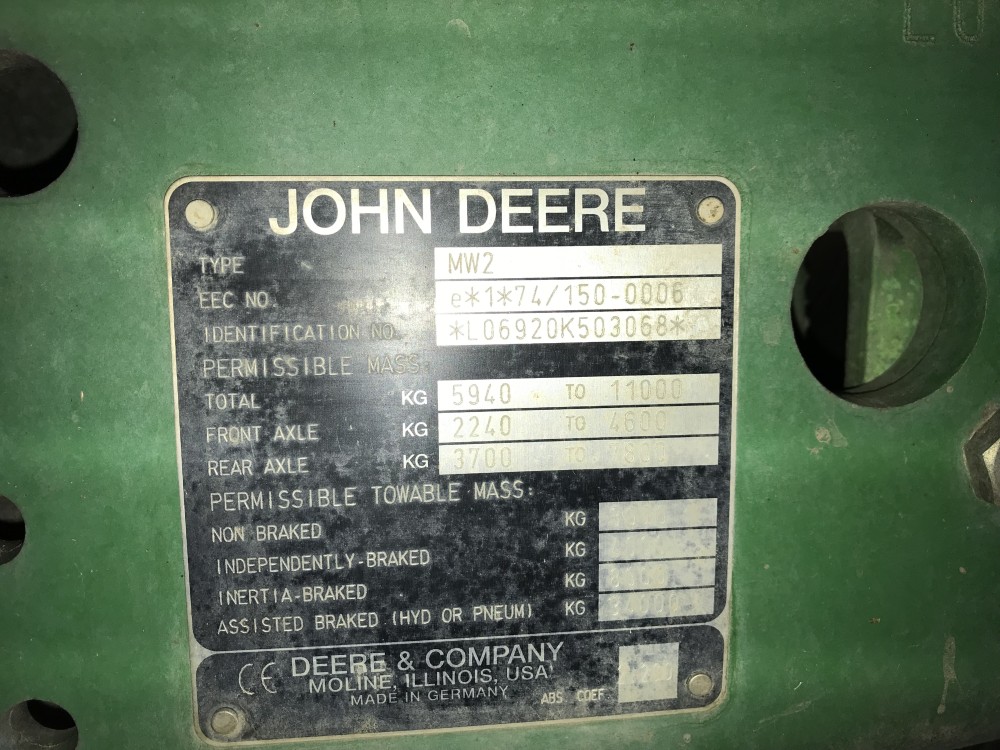 LU
JOHN DEERE
TYPE MW2
EEC NO. e*1*74/150-0006
IDENTIFICATION NO. *L06920K503068*
PERMISSIBLE MASS:
TOTAL KG 5940 TO 11000
FRONT AXLE KG 2240 TO 4600
REAR AXLE KG 3700 TO
PERMISSIBLE TOWABLE MASS:
NON BRAKED KG
INDEPENDENTLY-BRAKED KG
INERTIA-BRAKED KG
ASSISTED BRAKED (HYD OR PNEUM) KG
CE DEERE & COMPANY
MOLINE, ILLINOIS, USA
MADE IN GERMANY
ABS. COEF.